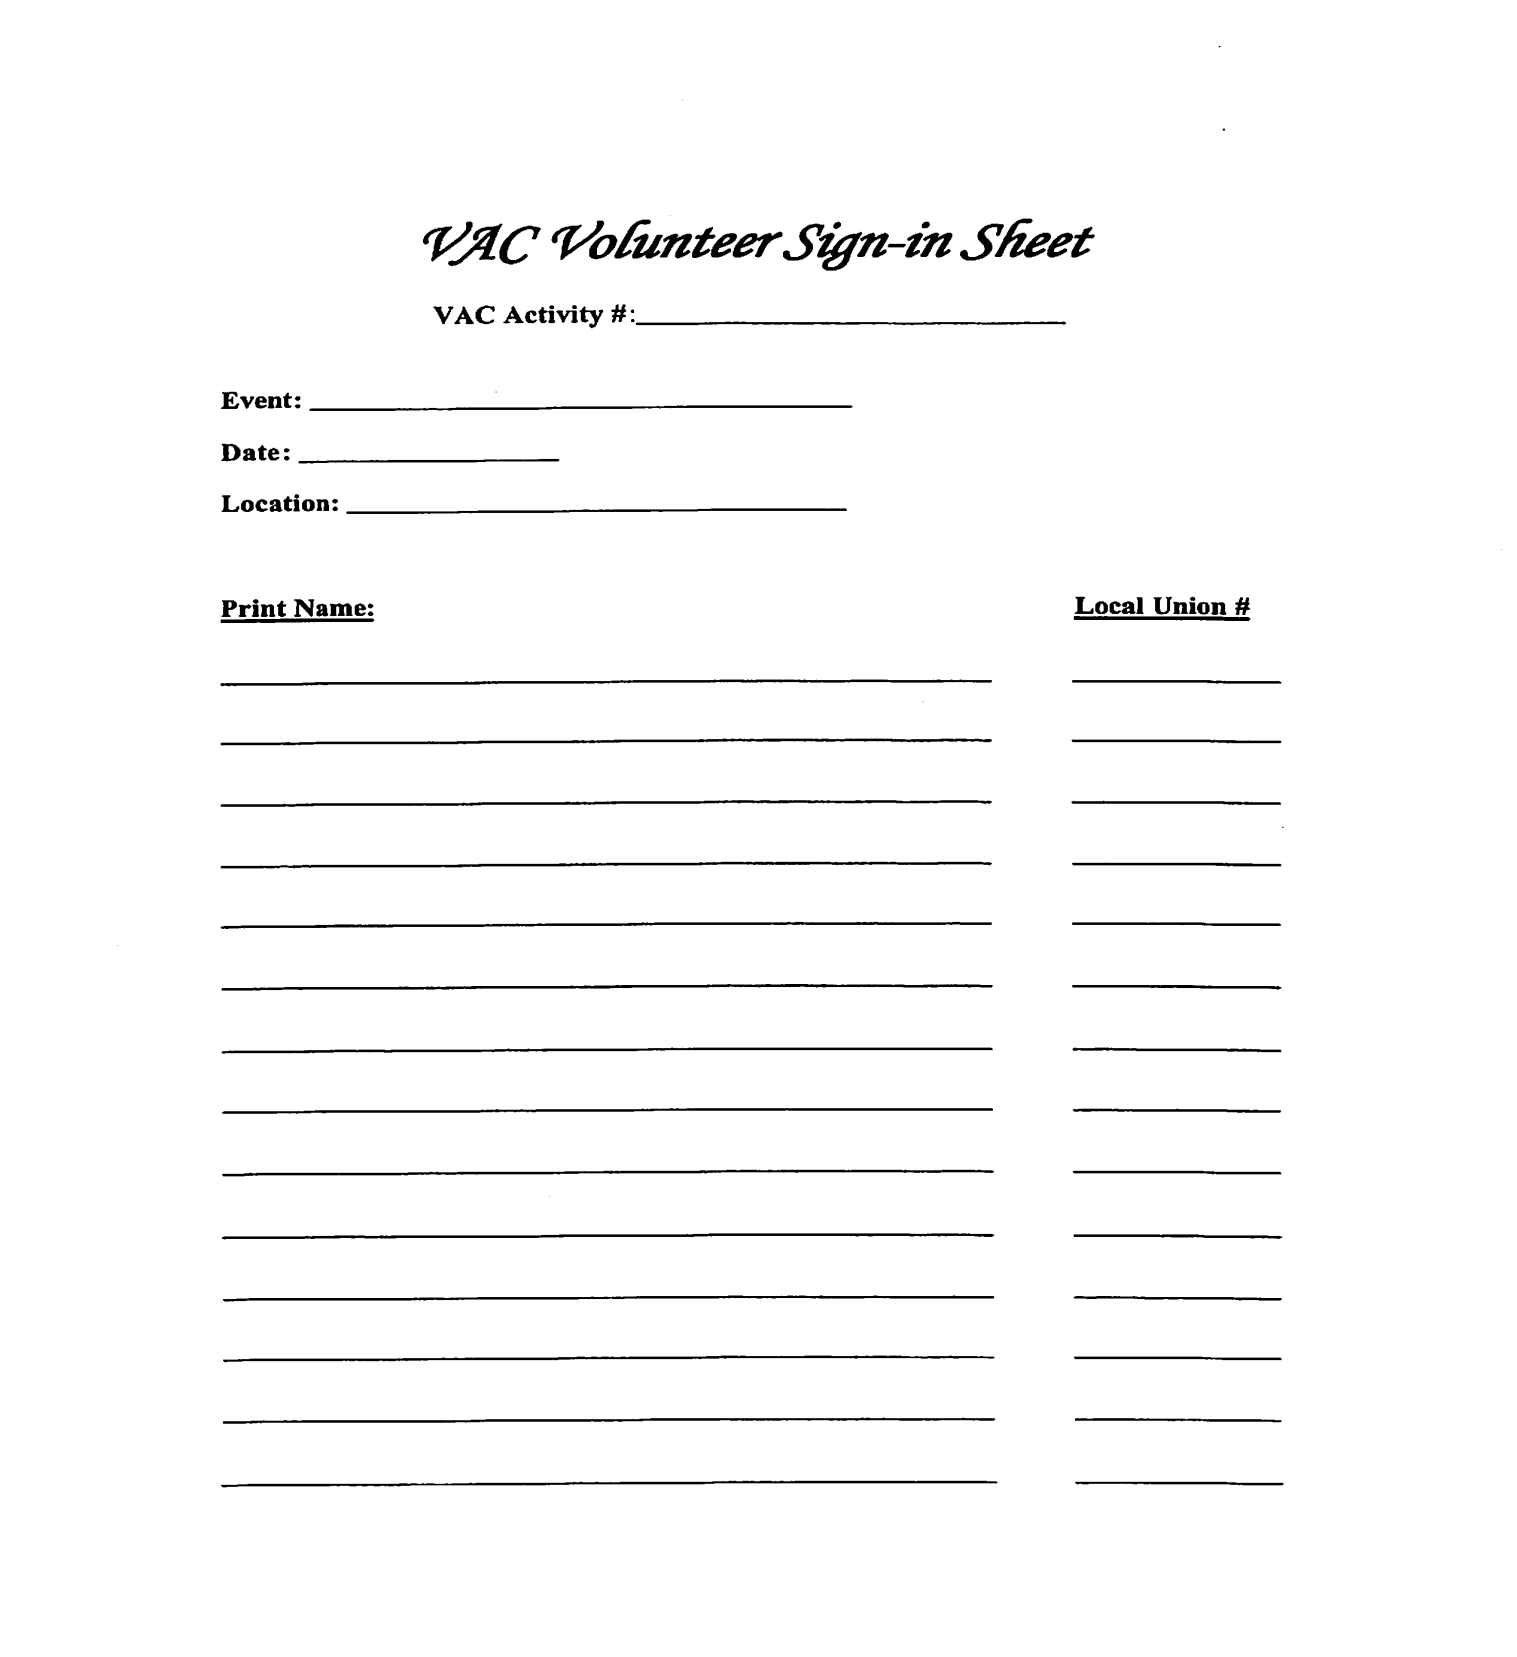 VAC Volunteer Sign-in Sheet
VAC Activity #:
Event:
Date:
Location:
Print Name: Local Union #